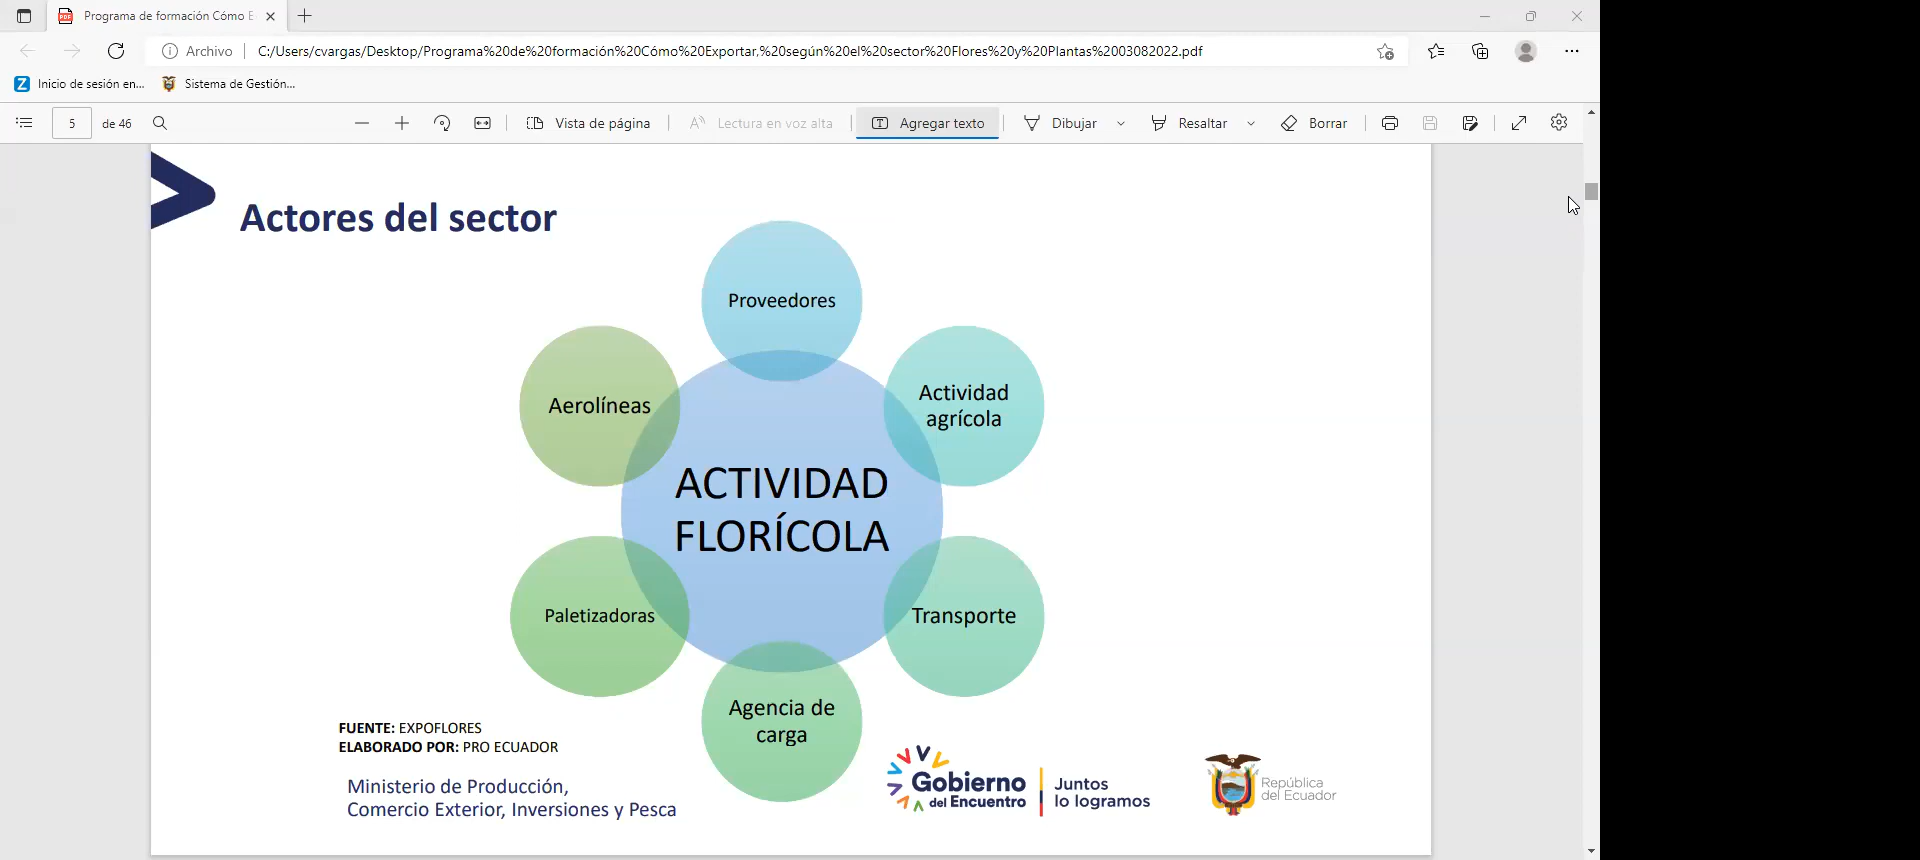 Programa de formación Cómo E
Archivo
C:/Users/cvargas/Desktop/Programa%20de%20formación%20Cómo%20Exportar,%20según%20el%20sector%20Flores%20y%20Plantas%2003082022.pdf
Inicio de sesión en...
Sistema de Gestión...
5 de 46
Vista de página
Lectura en voz alta
Agregar texto
Dibujar
Resaltar
Borrar
Actores del sector
Proveedores
Aerolíneas
Actividad
agrícola
ACTIVIDAD
FLORÍCOLA
Paletizadoras
Transporte
Agencia de
carga
FUENTE: EXPOFLORES
ELABORADO POR: PRO ECUADOR
Ministerio de Producción,
Comercio Exterior, Inversiones y Pesca
Gobierno
del Encuentro
Juntos
lo logramos
República
del Ecuador